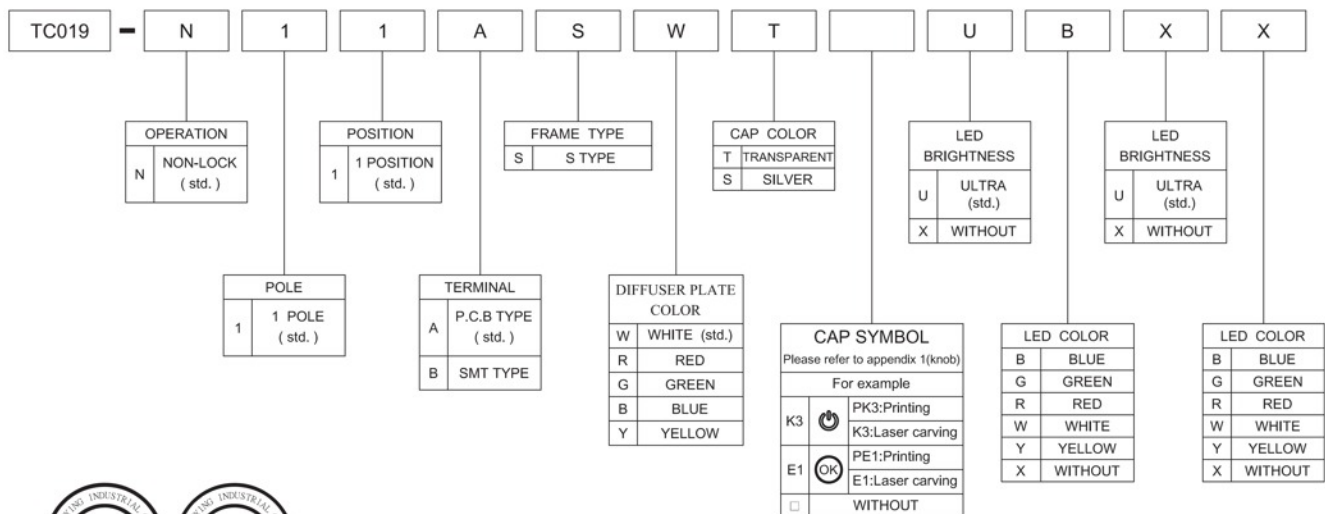 TC019 - N 1 1 A S W T U B X X
OPERATION
N NON-LOCK
( std. )
POSITION
1 1 POSITION
( std. )
FRAME TYPE
S S TYPE
CAP COLOR
T TRANSPARENT
S SILVER
LED
BRIGHTNESS
U ULTRA
(std.)
X WITHOUT
LED
BRIGHTNESS
U ULTRA
(std.)
X WITHOUT
POLE
1 1 POLE
( std. )
TERMINAL
A P.C.B TYPE
( std. )
B SMT TYPE
DIFFUSER PLATE
COLOR
W WHITE (std.)
R RED
G GREEN
B BLUE
Y YELLOW
CAP SYMBOL
Please refer to appendix 1(knob)
For example
K3 PK3:Printing
K3:Laser carving
E1 OK PE1:Printing
E1:Laser carving
□ WITHOUT
LED COLOR
B BLUE
G GREEN
R RED
W WHITE
Y YELLOW
X WITHOUT
LED COLOR
B BLUE
G GREEN
R RED
W WHITE
Y YELLOW
X WITHOUT
INDUSTRIAL
INDUSTRIAL